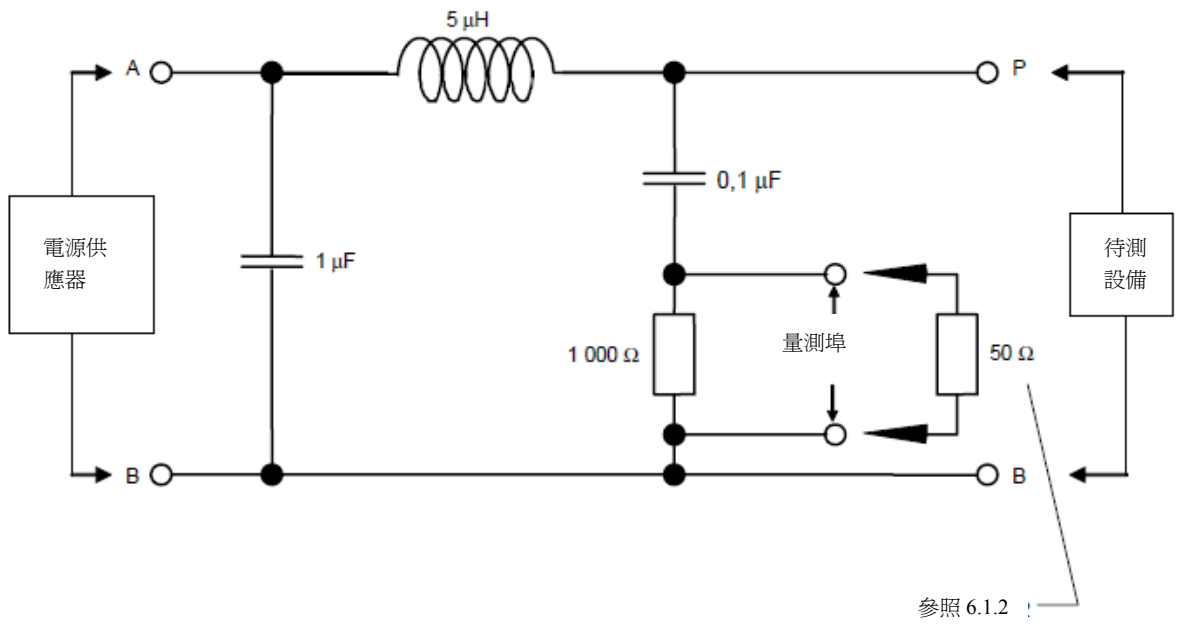 5 µH
A
P
0,1 µF
電源供
應器
1 µF
待測
設備
1 000 Ω
量測埠
50 Ω
B
B
參照 6.1.2